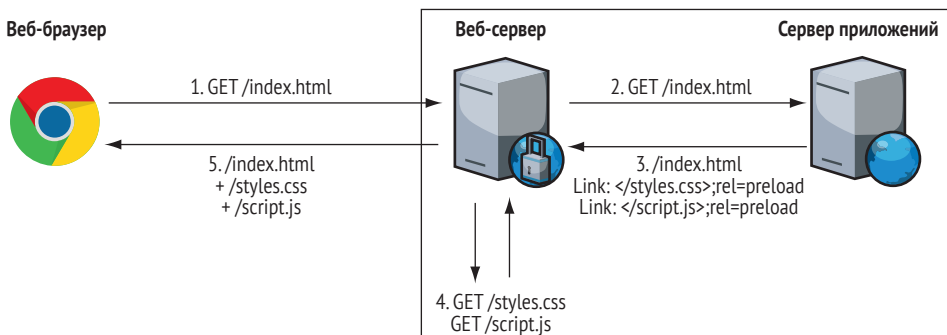 Веб-браузер
Веб-сервер
Сервер приложений
1. GET /index.html
2. GET /index.html
5. /index.html
+ /styles.css
+ /script.js
3. /index.html
Link: </styles.css>;rel=preload
Link: </script.js>;rel=preload
4. GET /styles.css
GET /script.js